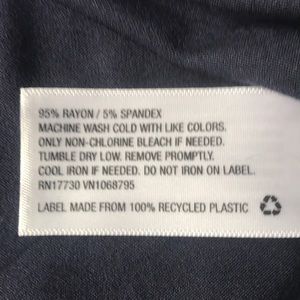 95% RAYON / 5% SPANDEX
MACHINE WASH COLD WITH LIKE COLORS.
ONLY NON-CHLORINE BLEACH IF NEEDED.
TUMBLE DRY LOW. REMOVE PROMPTLY.
COOL IRON IF NEEDED. DO NOT IRON ON LABEL.
RN17730 VN1068795
LABEL MADE FROM 100% RECYCLED PLASTIC